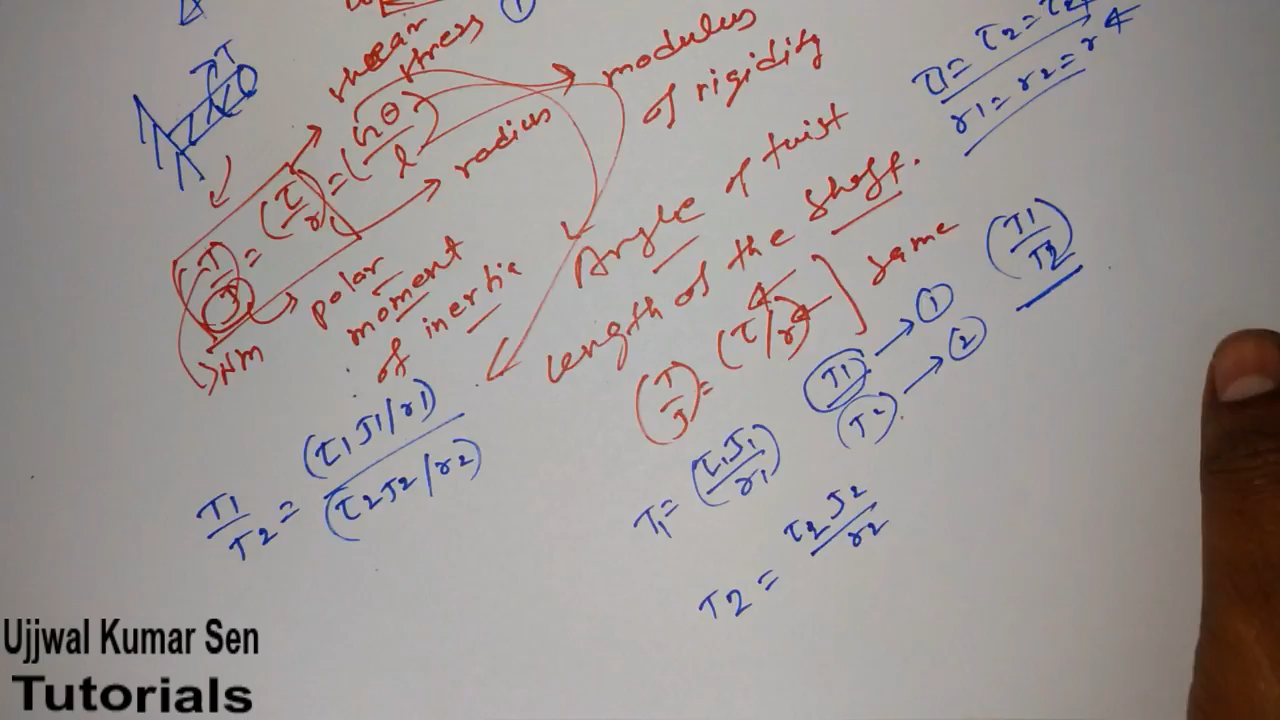 ①
shear
stress
modulus
of rigidity
(T/J) = (τ/r) = (nθ/l)
radius
polar
moment
of inertia
NM
Angle of twist
length of the shaft.
τ1 = τ2 = τ
r1 = r2 = r
(T/J) = (τ/r) ] same
(T1/T2)
T1 → ①
T2 → ②
T1 = (τ1J1/r1)
T2 = τ2J2/r2
T1/T2 = (τ1J1/r1)/(τ2J2/r2)
Ujjwal Kumar Sen
Tutorials